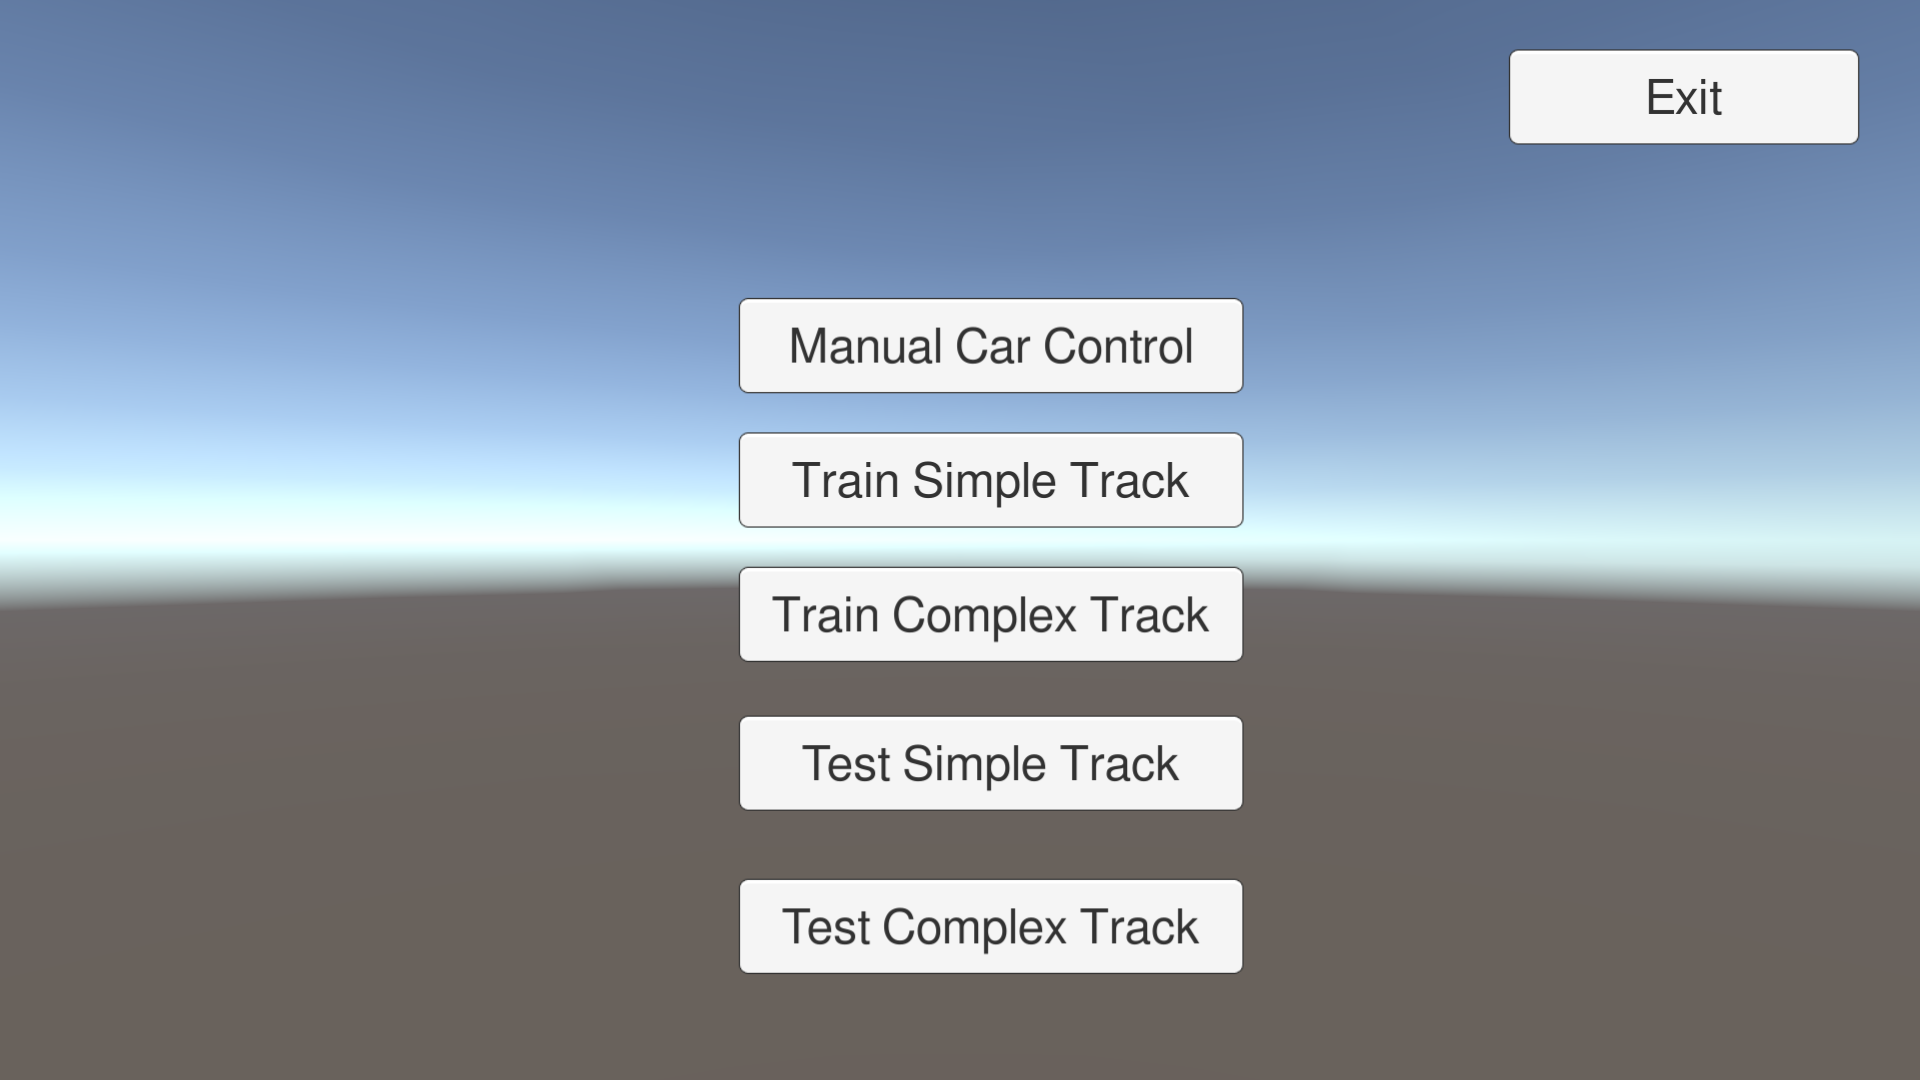 Exit
Manual Car Control
Train Simple Track
Train Complex Track
Test Simple Track
Test Complex Track